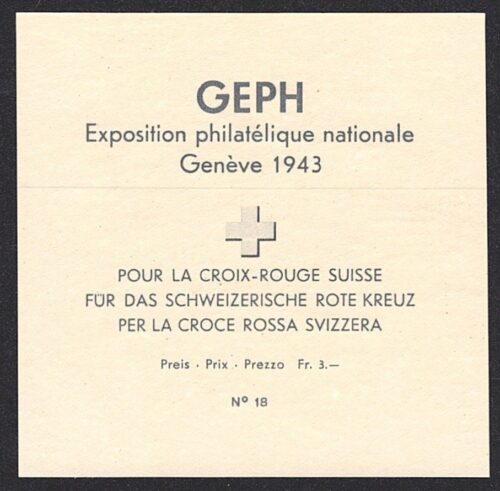 GEPH
Exposition philatélique nationale
Genève 1943
POUR LA CROIX-ROUGE SUISSE
FÜR DAS SCHWEIZERISCHE ROTE KREUZ
PER LA CROCE ROSSA SVIZZERA
Preis · Prix · Prezzo Fr. 3.—
Nº 18